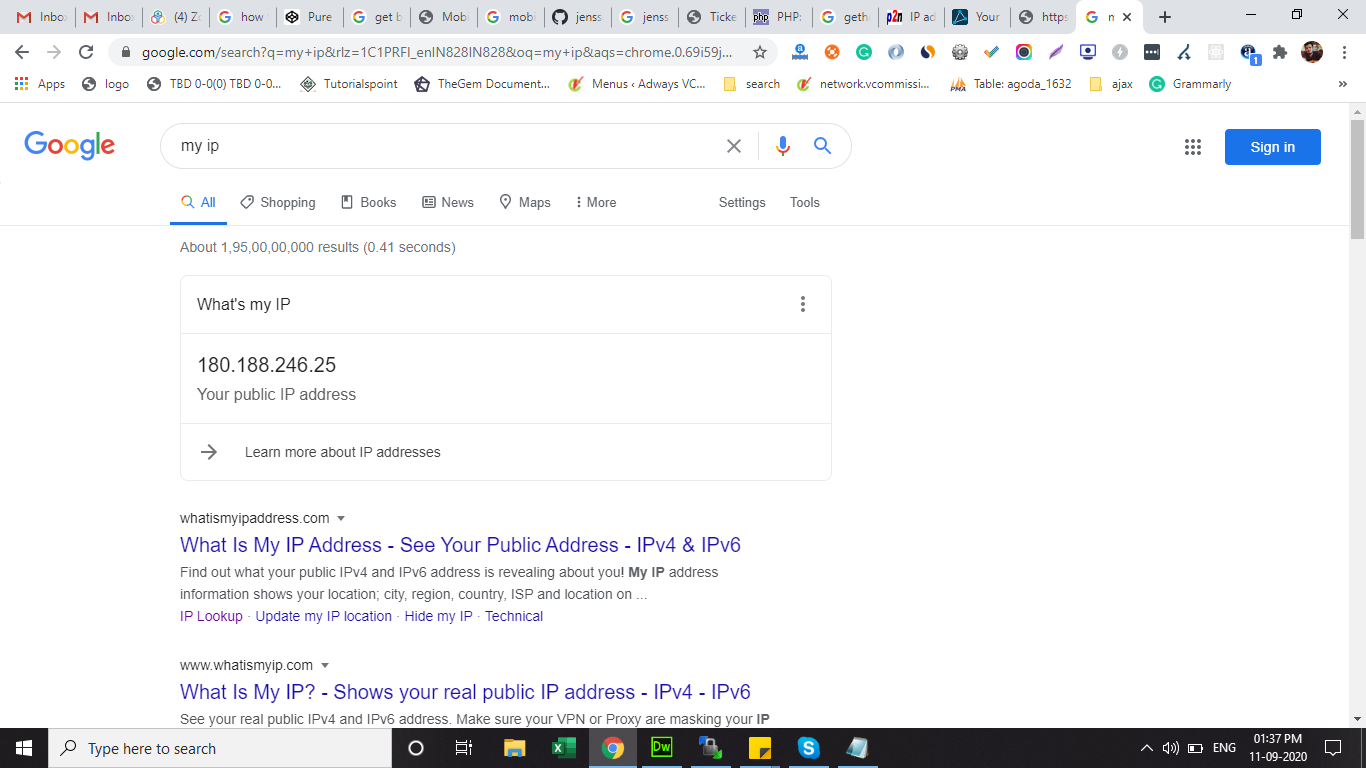 Inbo Inbo (4) Zo how t Pure get b Mobi mobi jenss jenss Ticke PHP: geth IP ad Your https
google.com/search?q=my+ip&rlz=1C1PRFI_enIN828IN828&oq=my+ip&aqs=chrome.0.69i59j...
1
Apps logo TBD 0-0(0) TBD 0-0... Tutorialspoint TheGem Document... Menus ‹ Adways VC... search network.vcommissi... Table: agoda_1632 ajax Grammarly »
Google my ip Sign in
All Shopping Books News Maps More Settings Tools
About 1,95,00,00,000 results (0.41 seconds)
What's my IP
180.188.246.25
Your public IP address
Learn more about IP addresses
whatismyipaddress.com
What Is My IP Address - See Your Public Address - IPv4 & IPv6
Find out what your public IPv4 and IPv6 address is revealing about you! My IP address
information shows your location; city, region, country, ISP and location on ...
IP Lookup · Update my IP location · Hide my IP · Technical
www.whatismyip.com
What Is My IP? - Shows your real public IP address - IPv4 - IPv6
See your real public IPv4 and IPv6 address. Make sure your VPN or Proxy are masking your IP
Type here to search Dw ENG 01:37 PM
11-09-2020